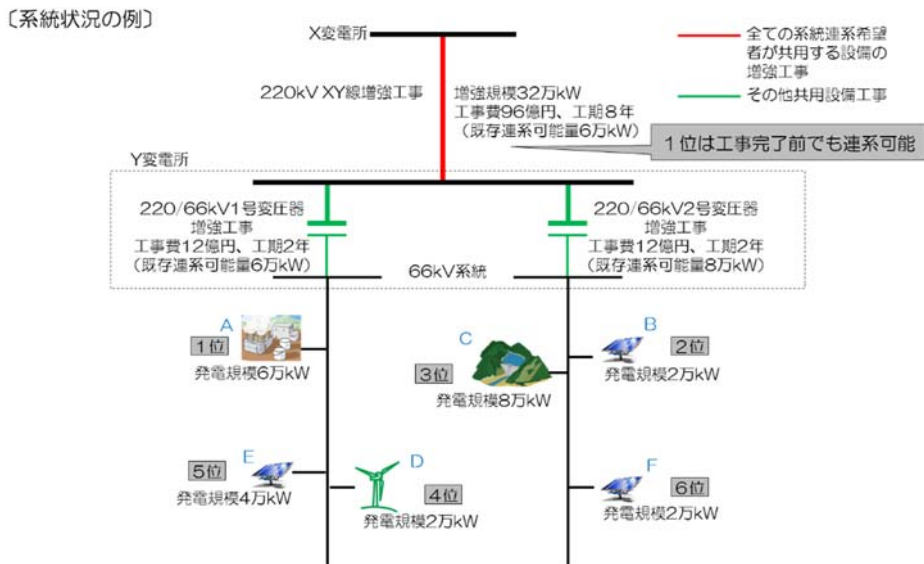 〔系統状況の例〕
X変電所
全ての系統連系希望
者が共用する設備の
増強工事
その他共用設備工事
220kV XY線増強工事
増強規模32万kW
工事費96億円、工期8年
（既存連系可能量6万kW）
1位は工事完了前でも連系可能
Y変電所
220/66kV1号変圧器
増強工事
工事費12億円、工期2年
（既存連系可能量6万kW）
220/66kV2号変圧器
増強工事
工事費12億円、工期2年
（既存連系可能量8万kW）
66kV系統
A
1位
発電規模6万kW
C
3位
発電規模8万kW
B
2位
発電規模2万kW
E
5位
発電規模4万kW
D
4位
発電規模2万kW
F
6位
発電規模2万kW